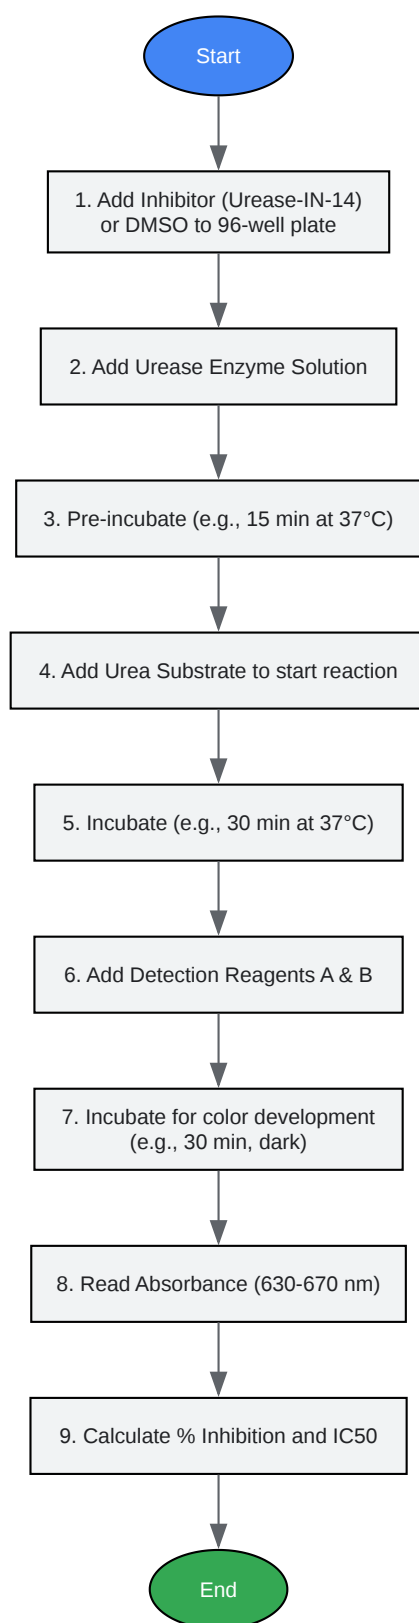 Start
1. Add Inhibitor (Urease-IN-14)
or DMSO to 96-well plate
2. Add Urease Enzyme Solution
3. Pre-incubate (e.g., 15 min at 37°C)
4. Add Urea Substrate to start reaction
5. Incubate (e.g., 30 min at 37°C)
6. Add Detection Reagents A & B
7. Incubate for color development
(e.g., 30 min, dark)
8. Read Absorbance (630-670 nm)
9. Calculate % Inhibition and IC50
End